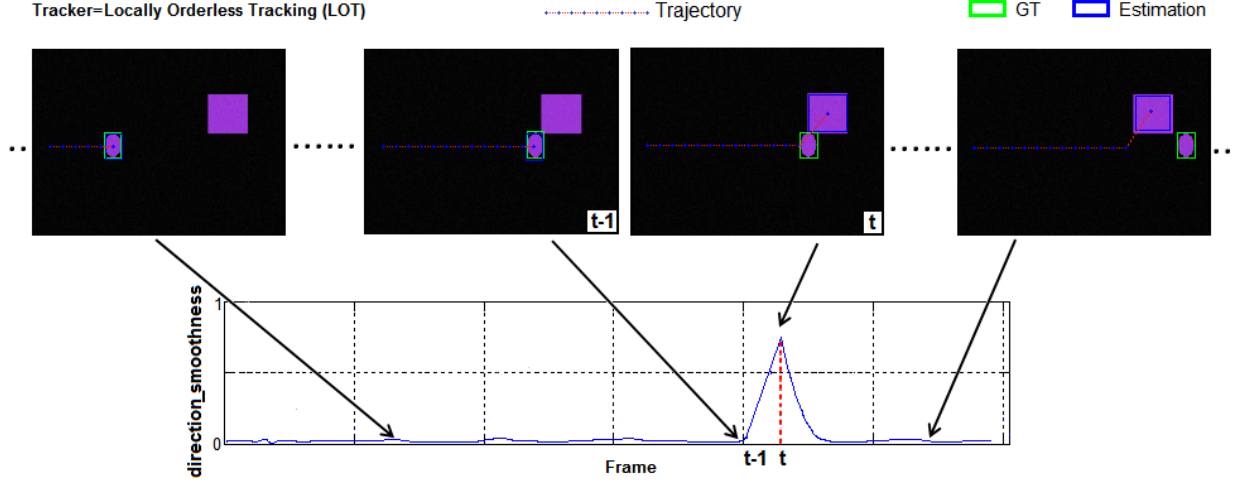 Tracker=Locally Orderless Tracking (LOT) Trajectory GT Estimation
t-1 t
1
direction_smoothness
0
t-1 t
Frame